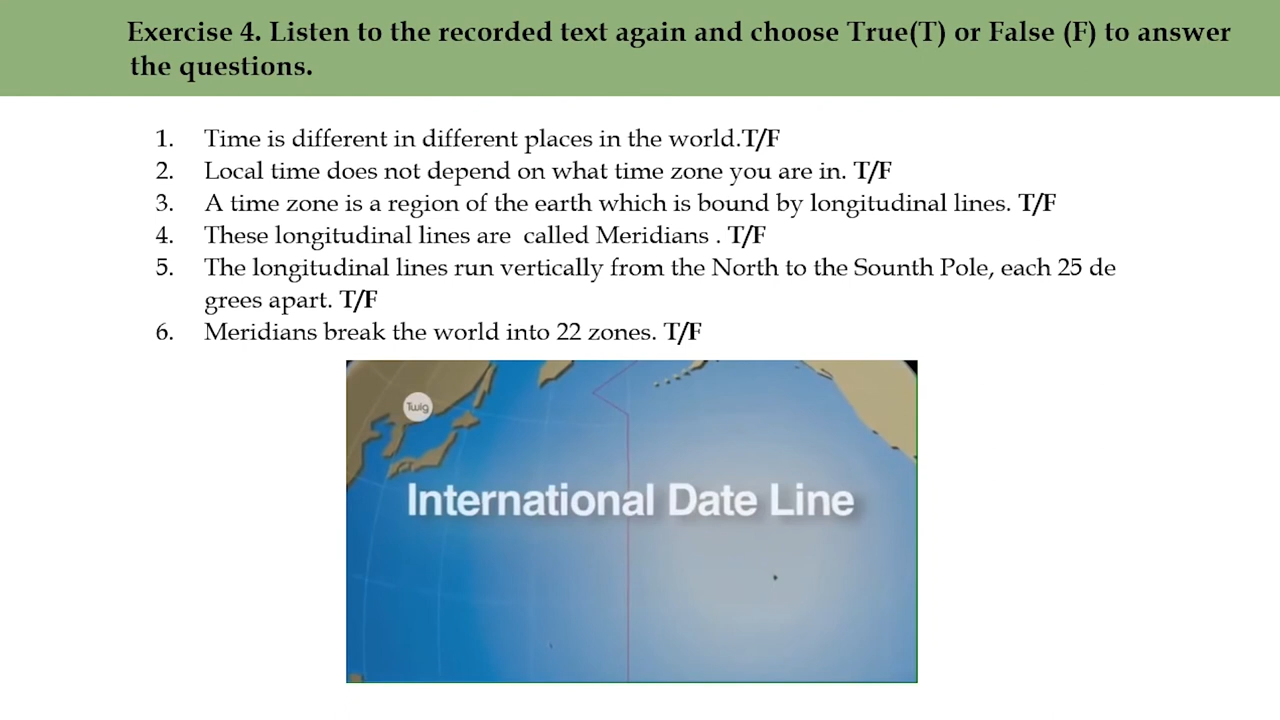 Exercise 4. Listen to the recorded text again and choose True(T) or False (F) to answer
the questions.
1. Time is different in different places in the world.T/F
2. Local time does not depend on what time zone you are in. T/F
3. A time zone is a region of the earth which is bound by longitudinal lines. T/F
4. These longitudinal lines are called Meridians . T/F
5. The longitudinal lines run vertically from the North to the Sounth Pole, each 25 de
grees apart. T/F
6. Meridians break the world into 22 zones. T/F
Twig
International Date Line